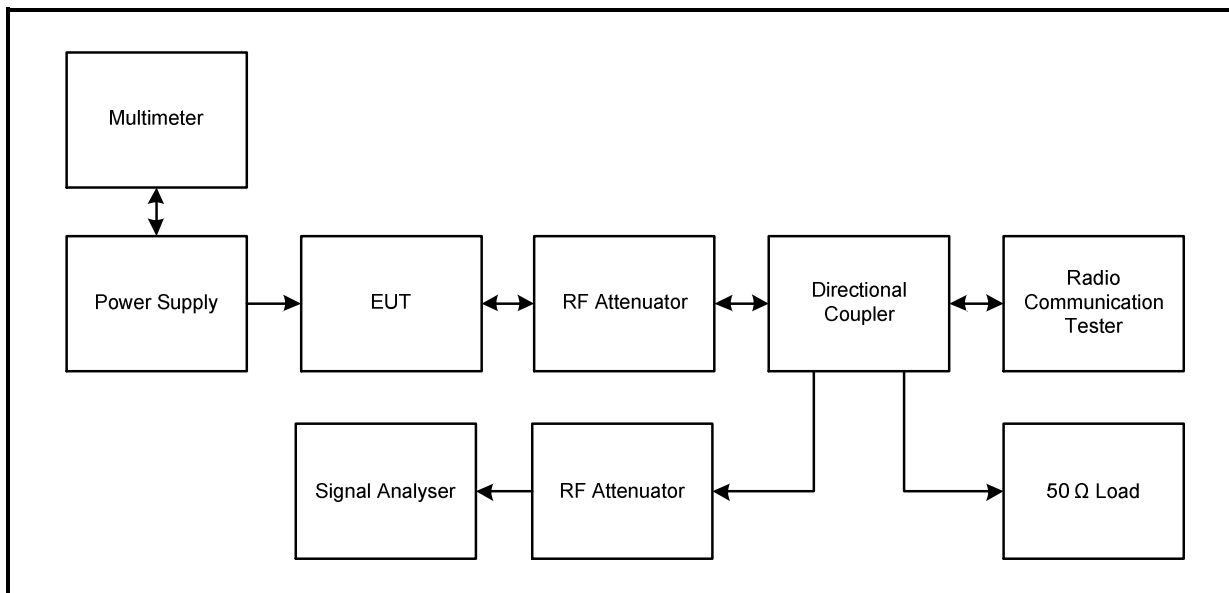 Multimeter
Power Supply
EUT
RF Attenuator
Directional
Coupler
Radio
Communication
Tester
Signal Analyser
RF Attenuator
50 Ω Load